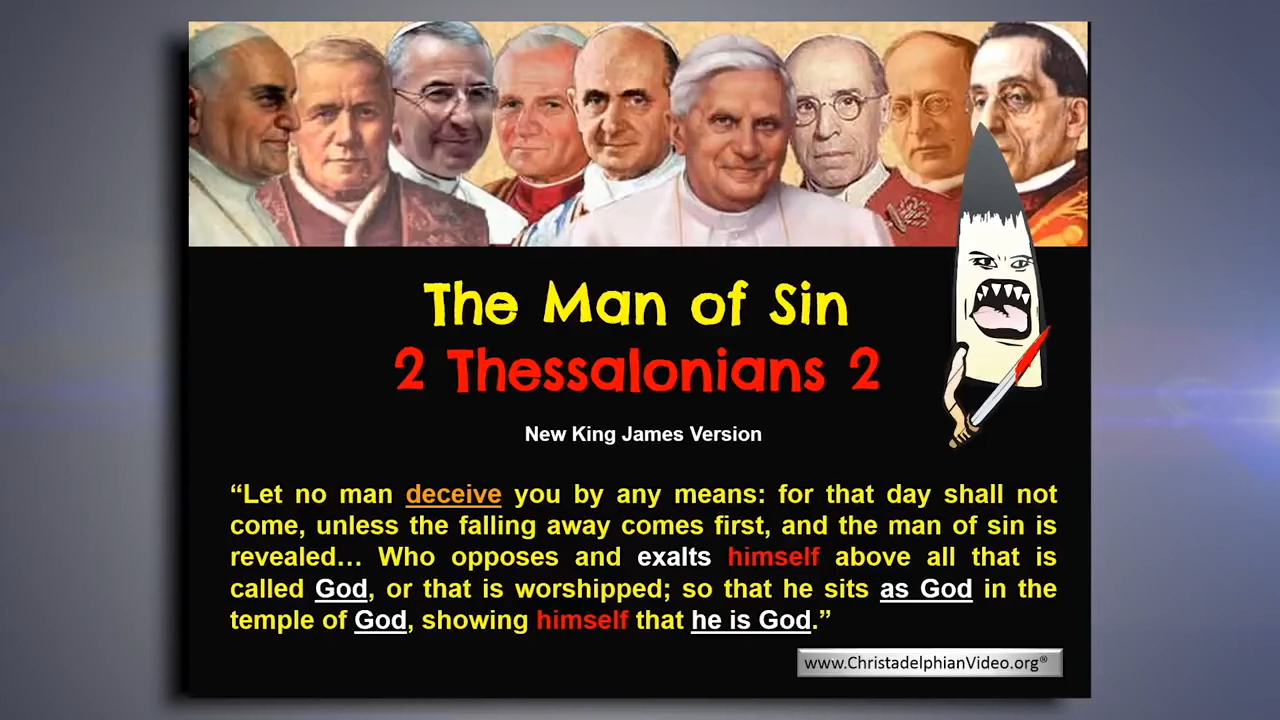 The Man of Sin
2 Thessalonians 2
New King James Version
“Let no man deceive you by any means: for that day shall not
come, unless the falling away comes first, and the man of sin is
revealed… Who opposes and exalts himself above all that is
called God, or that is worshipped; so that he sits as God in the
temple of God, showing himself that he is God.”
www.ChristadelphianVideo.org®